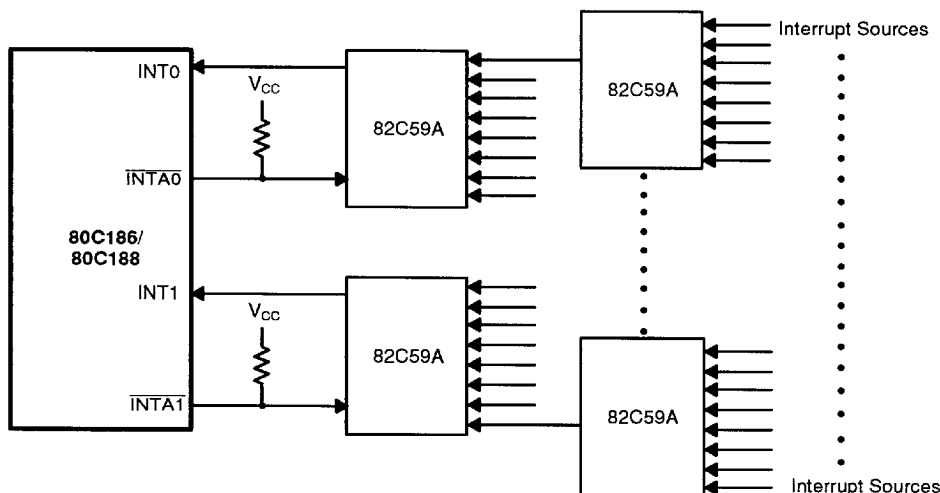 Interrupt Sources
INT0
VCC
82C59A
82C59A
INTA0
80C186/
80C188
INT1
VCC
82C59A
INTA1
82C59A
Interrupt Sources